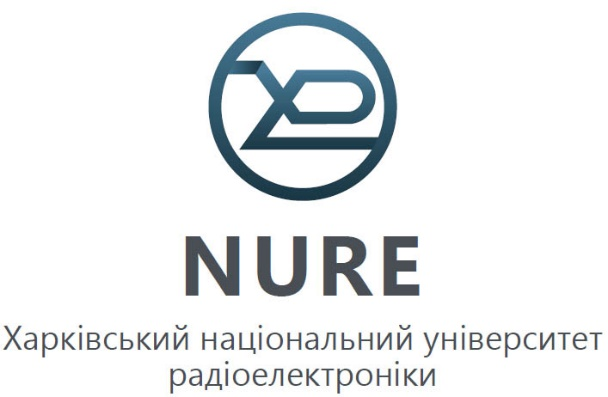 NURE
Харківський національний університет
радіоелектроніки